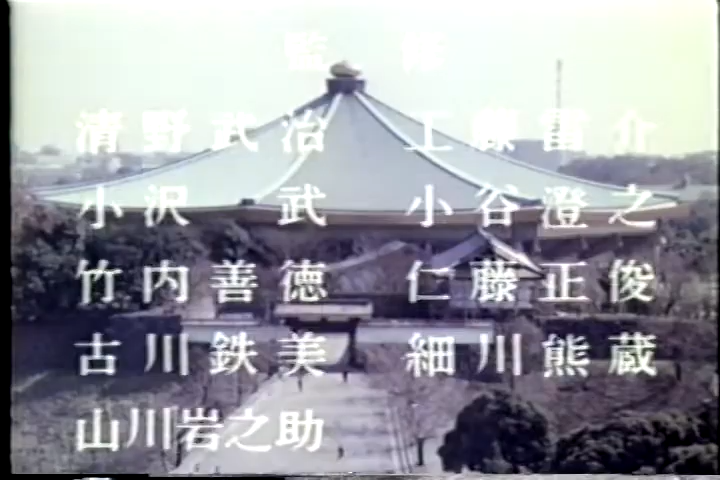 監修
清野武治 工藤富介
小沢武 小谷澄之
竹内善徳 仁藤正俊
古川鉄美 細川熊蔵
山川岩之助